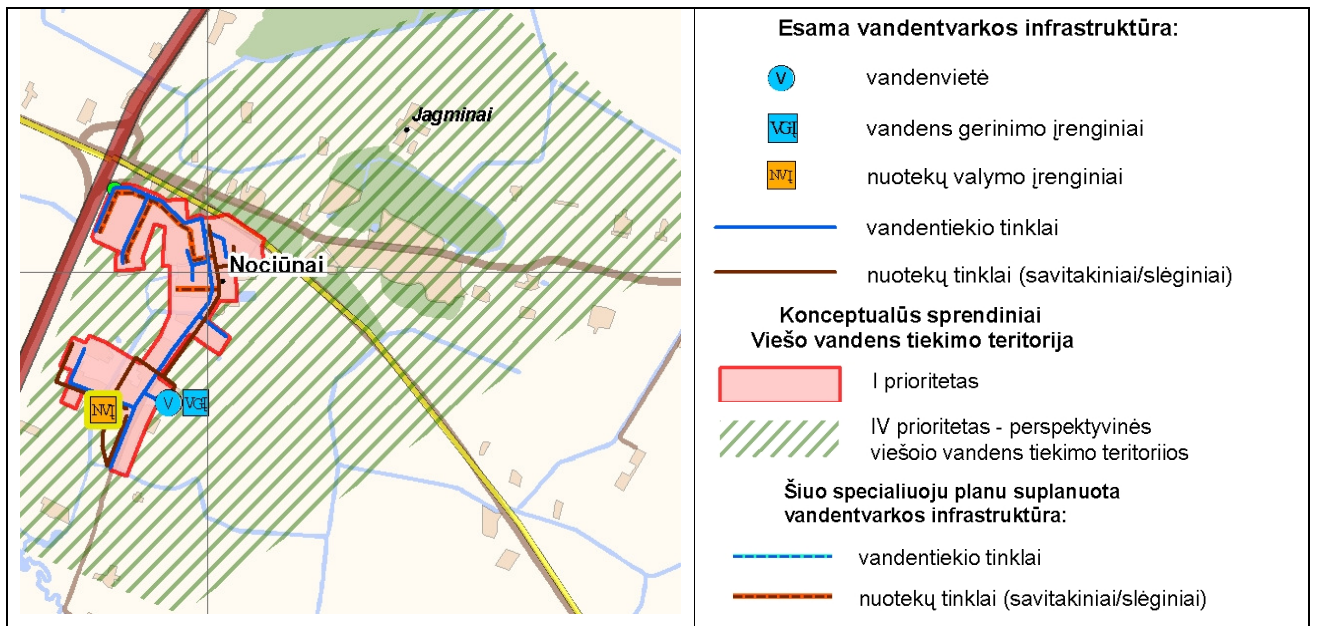 Jagminai
Nociūnai
NVĮ
V
VGĮ
Esama vandentvarkos infrastruktūra:
V
vandenvietė
VGĮ
vandens gerinimo įrenginiai
NVĮ
nuotekų valymo įrenginiai
vandentiekio tinklai
nuotekų tinklai (savitakiniai/slėginiai)
Konceptualūs sprendiniai
Viešo vandens tiekimo teritorija
I prioritetas
IV prioritetas - perspektyvinės
viešoio vandens tiekimo teritoriios
Šiuo specialiuoju planu suplanuota
vandentvarkos infrastruktūra:
vandentiekio tinklai
nuotekų tinklai (savitakiniai/slėginiai)